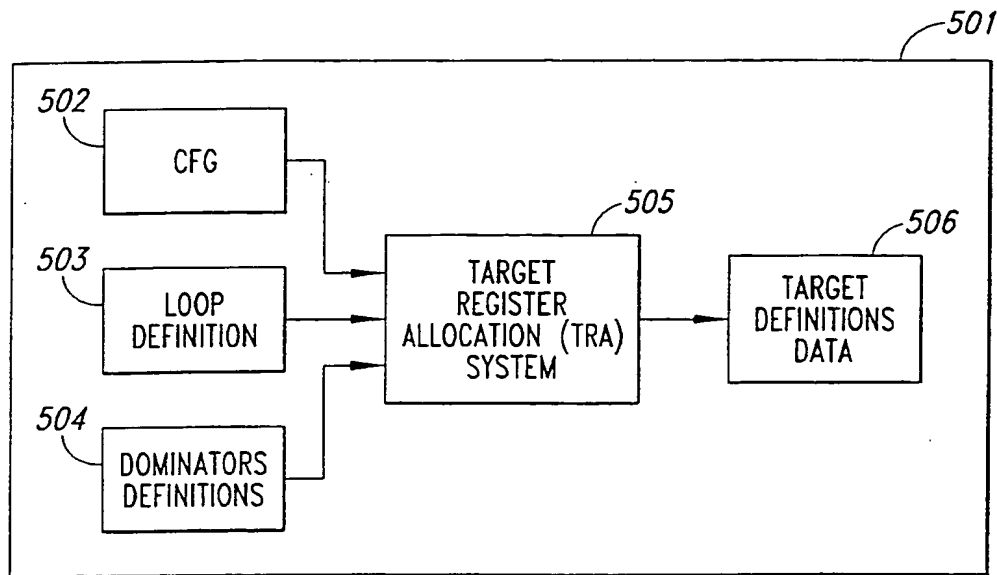 501
502
CFG
503
LOOP
DEFINITION
504
DOMINATORS
DEFINITIONS
505
TARGET
REGISTER
ALLOCATION (TRA)
SYSTEM
506
TARGET
DEFINITIONS
DATA